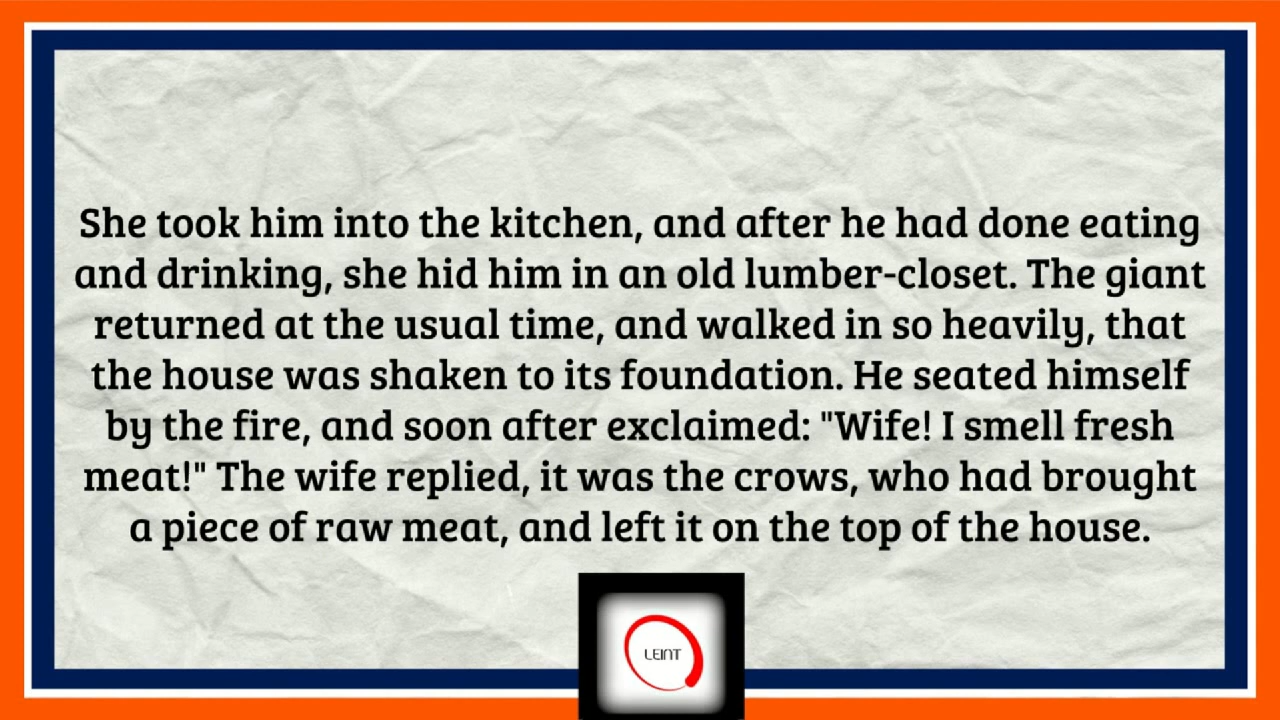 She took him into the kitchen, and after he had done eating
and drinking, she hid him in an old lumber-closet. The giant
returned at the usual time, and walked in so heavily, that
the house was shaken to its foundation. He seated himself
by the fire, and soon after exclaimed: "Wife! I smell fresh
meat!" The wife replied, it was the crows, who had brought
a piece of raw meat, and left it on the top of the house.
LEINT